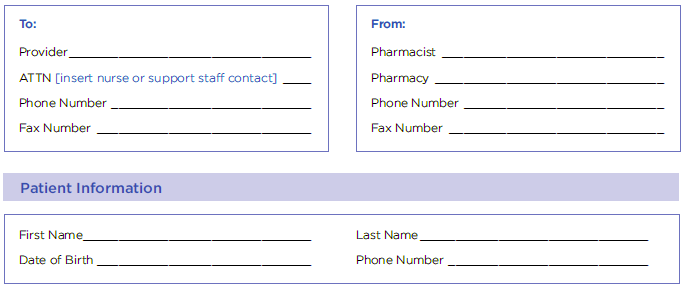 To:
Provider
ATTN [insert nurse or support staff contact]
Phone Number
Fax Number
From:
Pharmacist
Pharmacy
Phone Number
Fax Number
Patient Information
First Name
Last Name
Date of Birth
Phone Number